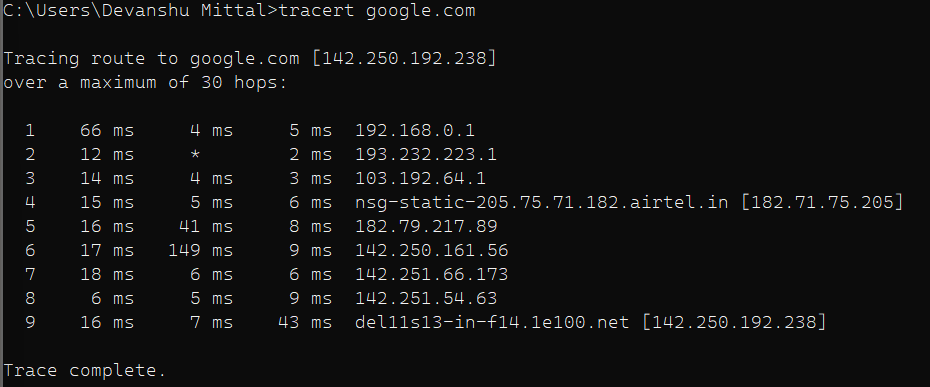 C:\Users\Devanshu Mittal>tracert google.com
Tracing route to google.com [142.250.192.238]
over a maximum of 30 hops:
1 66 ms 4 ms 5 ms 192.168.0.1
2 12 ms * 2 ms 193.232.223.1
3 14 ms 4 ms 3 ms 103.192.64.1
4 15 ms 5 ms 6 ms nsg-static-205.75.71.182.airtel.in [182.71.75.205]
5 16 ms 41 ms 8 ms 182.79.217.89
6 17 ms 149 ms 9 ms 142.250.161.56
7 18 ms 6 ms 6 ms 142.251.66.173
8 6 ms 5 ms 9 ms 142.251.54.63
9 16 ms 7 ms 43 ms del11s13-in-f14.1e100.net [142.250.192.238]
Trace complete.